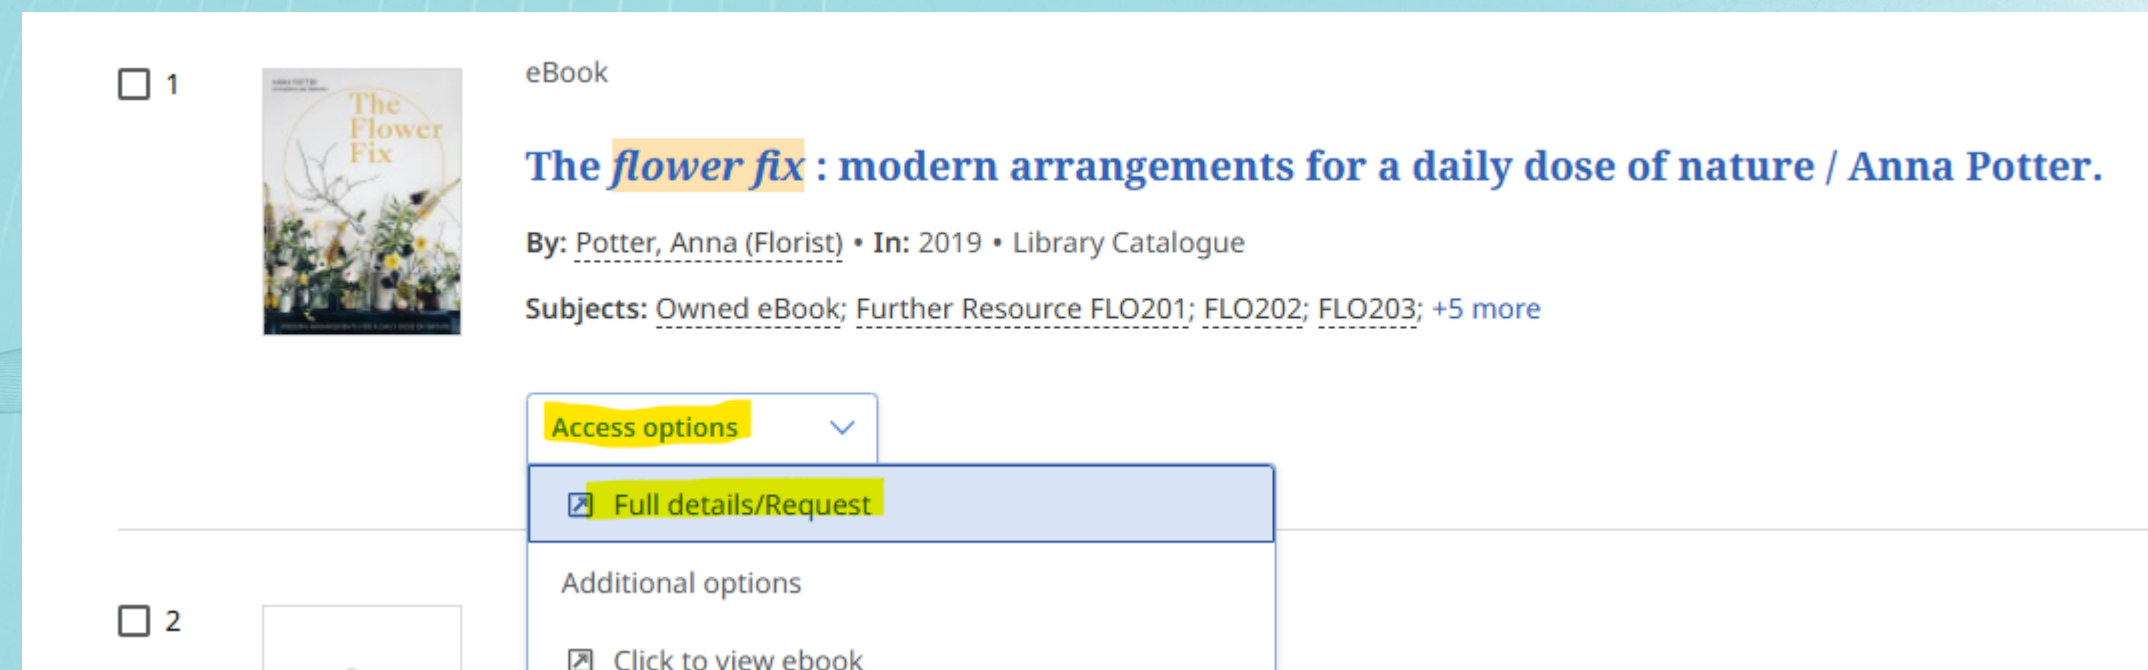 1
eBook
The
Flower
Fix
The flower fix : modern arrangements for a daily dose of nature / Anna Potter.
By: Potter, Anna (Florist) • In: 2019 • Library Catalogue
Subjects: Owned eBook; Further Resource FLO201; FLO202; FLO203; +5 more
Access options
Full details/Request
Additional options
2
Click to view ebook